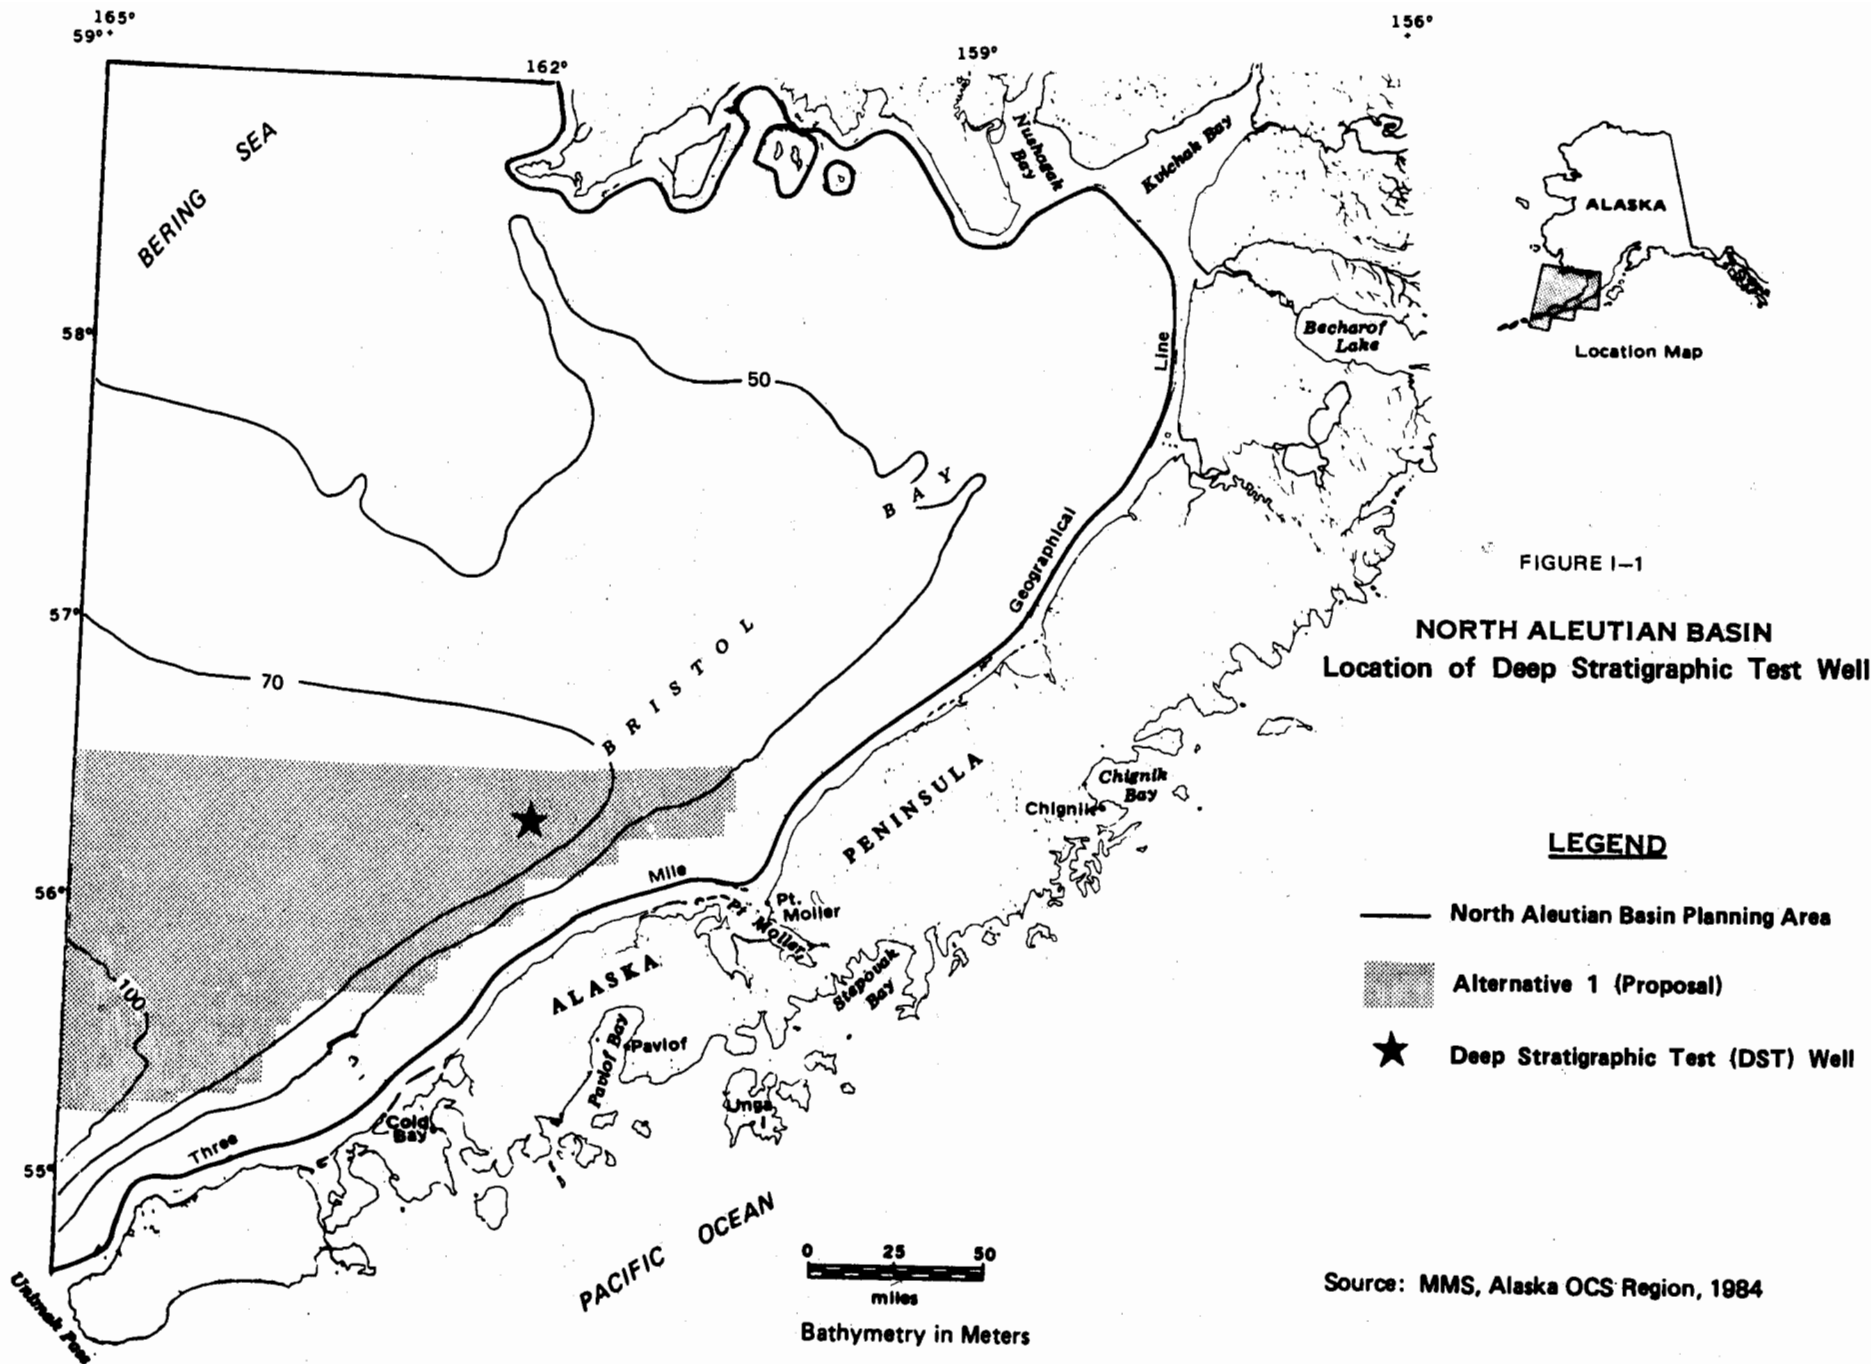 165°
59°
162°
159°
156°
BERING SEA
Nushagak
Bay
Kvichak Bay
ALASKA
Location Map
58°
Becharof
Lake
Line
50
BAY
Geographical
FIGURE I-1
57°
NORTH ALEUTIAN BASIN
Location of Deep Stratigraphic Test Well
70
BRISTOL
PENINSULA
Chignik
Bay
Chignik
LEGEND
56°
Mile
Pt.
Moller
Pt Moller
North Aleutian Basin Planning Area
100
ALASKA
Stepovak
Bay
Alternative 1 (Proposal)
Pavlof Bay
Pavlof
Deep Stratigraphic Test (DST) Well
Cold
Bay
Unga
I
Three
55°
PACIFIC OCEAN
Unimak Pass
0 25 50
miles
Bathymetry in Meters
Source: MMS, Alaska OCS Region, 1984